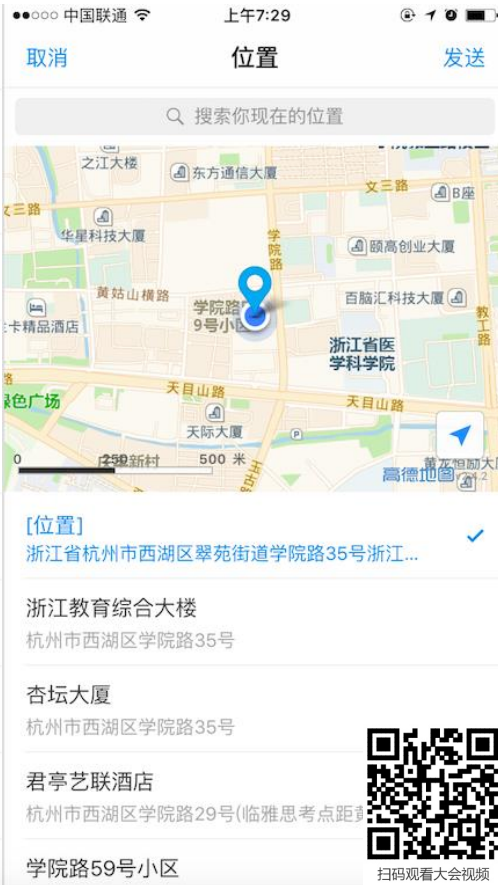 中国联通
上午7:29
取消
位置
发送
搜索你现在的位置
之江大楼
东方通信大厦
文三路
B座
文三路
华星科技大厦
学院路
颐高创业大厦
黄姑山横路
百脑汇科技大厦
学院路
9号小区
卡精品酒店
浙江省医
学科学院
教工路
路
绿色广场
天目山路
天目山路
天际大厦
P
0
250
500 米
新村
黄龙恒励大
高德地图
[位置]
浙江省杭州市西湖区翠苑街道学院路35号浙江...
浙江教育综合大楼
杭州市西湖区学院路35号
杏坛大厦
杭州市西湖区学院路35号
君亭艺联酒店
杭州市西湖区学院路29号(临雅思考点距黄
学院路59号小区
扫码观看大会视频